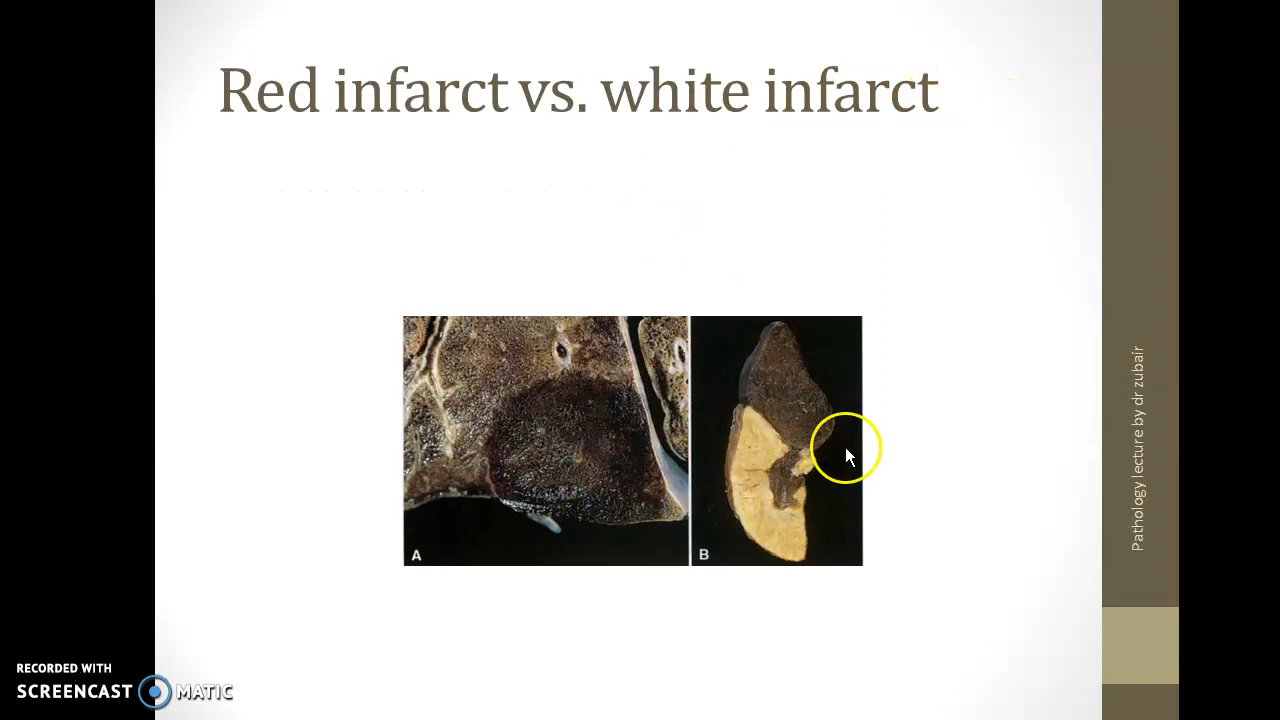 Red infarct vs. white infarct
A
B
Pathology lecture by dr zubair
RECORDED WITH
SCREENCAST MATIC